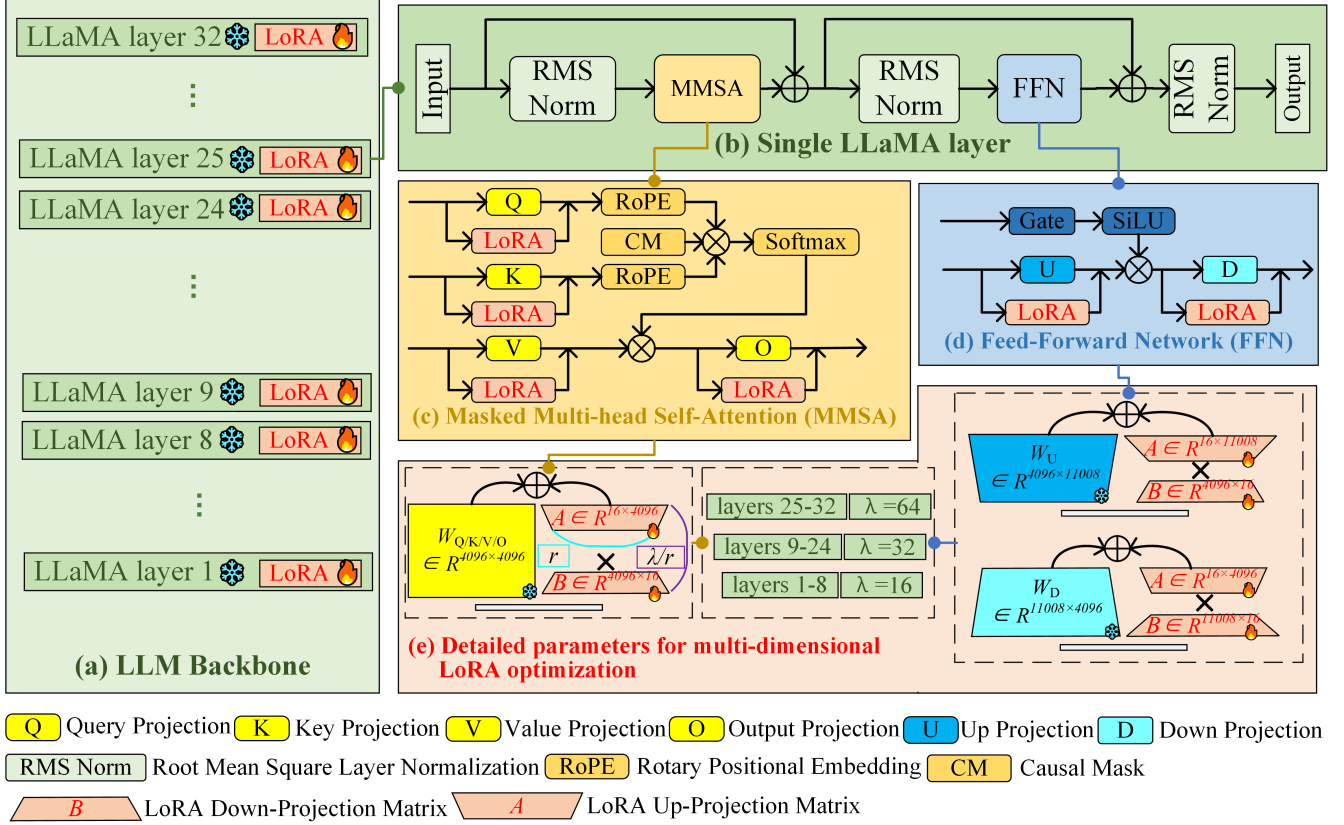 LLaMA layer 32 LoRA
⋮
LLaMA layer 25 LoRA
LLaMA layer 24 LoRA
⋮
LLaMA layer 9 LoRA
LLaMA layer 8 LoRA
⋮
LLaMA layer 1 LoRA
(a) LLM Backbone
Input
RMS
Norm
MMSA
RMS
Norm
FFN
RMS
Norm
Output
(b) Single LLaMA layer
Q
RoPE
LoRA
CM
Softmax
K
RoPE
LoRA
V
O
LoRA
LoRA
(c) Masked Multi-head Self-Attention (MMSA)
Gate
SiLU
U
D
LoRA
LoRA
(d) Feed-Forward Network (FFN)
W_Q/K/V/O
∈ R^4096×4096
A ∈ R^16×4096
r
λ/r
B ∈ R^4096×16
layers 25-32 λ =64
layers 9-24 λ =32
layers 1-8 λ =16
W_U
∈ R^4096×11008
A ∈ R^16×11008
B ∈ R^4096×16
W_D
∈ R^11008×4096
A ∈ R^16×4096
B ∈ R^11008×16
(e) Detailed parameters for multi-dimensional
LoRA optimization
Q Query Projection K Key Projection V Value Projection O Output Projection U Up Projection D Down Projection
RMS Norm Root Mean Square Layer Normalization RoPE Rotary Positional Embedding CM Causal Mask
B LoRA Down-Projection Matrix A LoRA Up-Projection Matrix